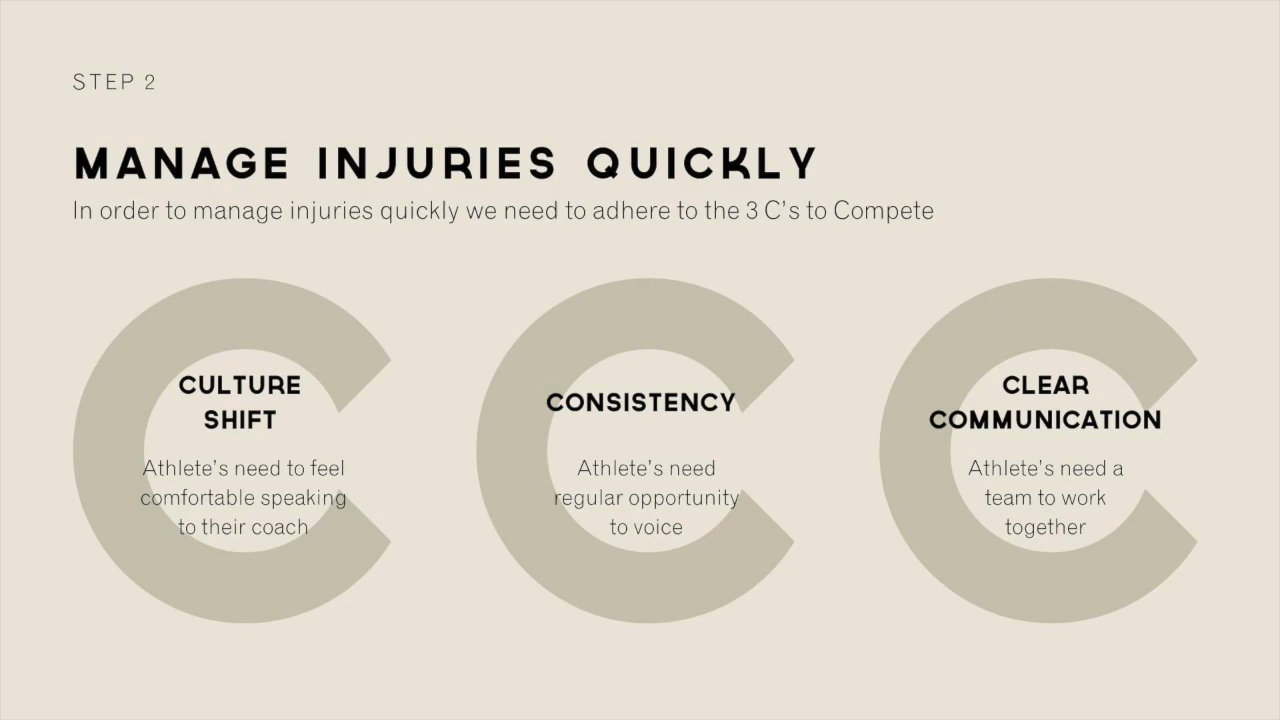 STEP 2
MANAGE INJURIES QUICKLY
In order to manage injuries quickly we need to adhere to the 3 C's to Compete
CULTURE
SHIFT
Athlete's need to feel
comfortable speaking
to their coach
CONSISTENCY
Athlete's need
regular opportunity
to voice
CLEAR
COMMUNICATION
Athlete's need a
team to work
together